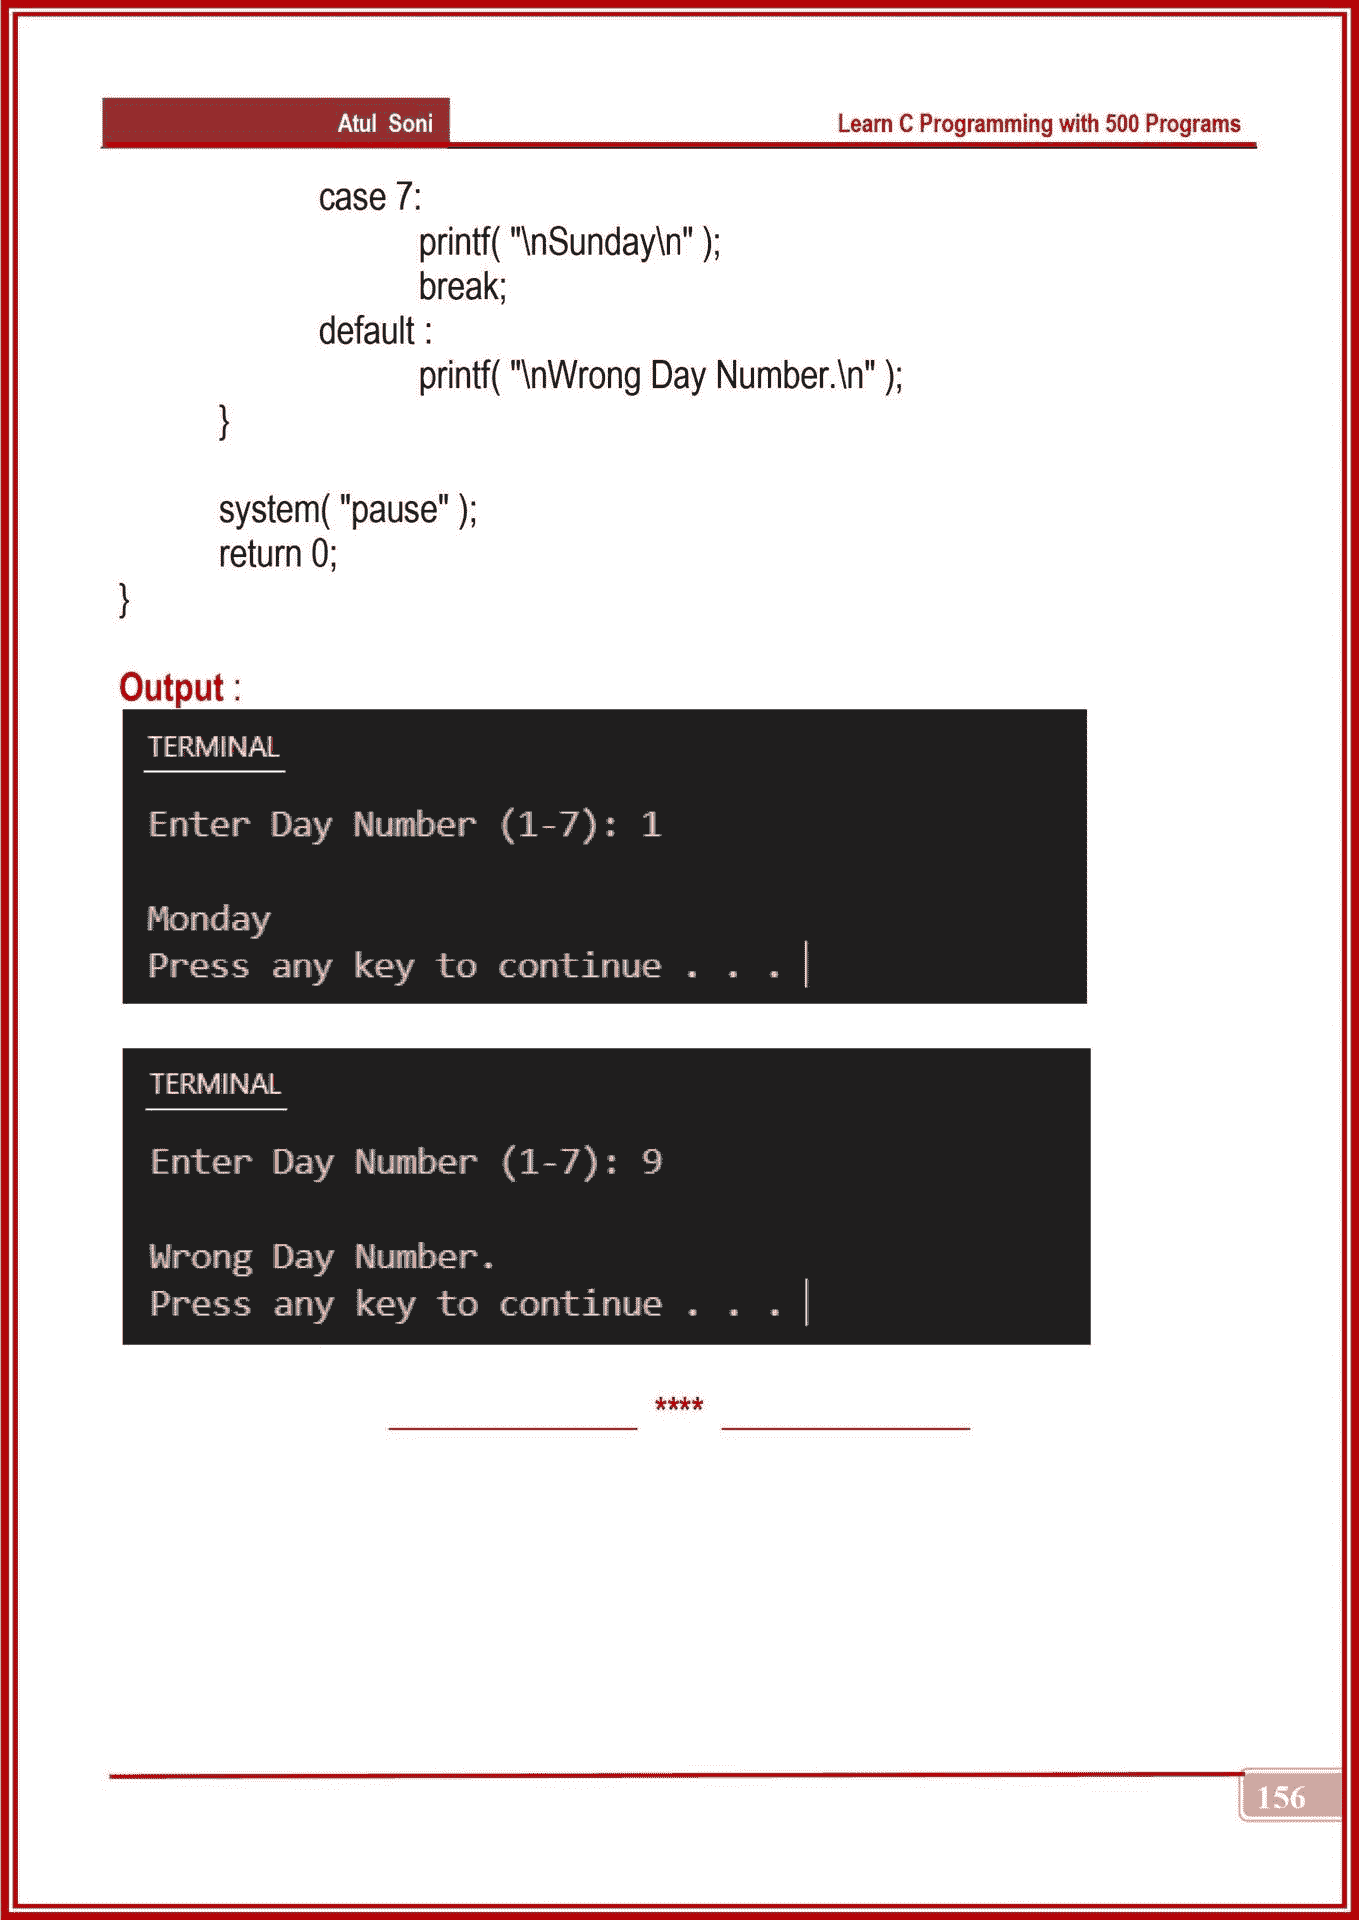 Atul Soni Learn C Programming with 500 Programs
case 7:
printf( "\nSunday\n" );
break;
default :
printf( "\nWrong Day Number.\n" );
}
system( "pause" );
return 0;
}
Output :
TERMINAL
Enter Day Number (1-7): 1
Monday
Press any key to continue . . .
TERMINAL
Enter Day Number (1-7): 9
Wrong Day Number.
Press any key to continue . . .
****
156